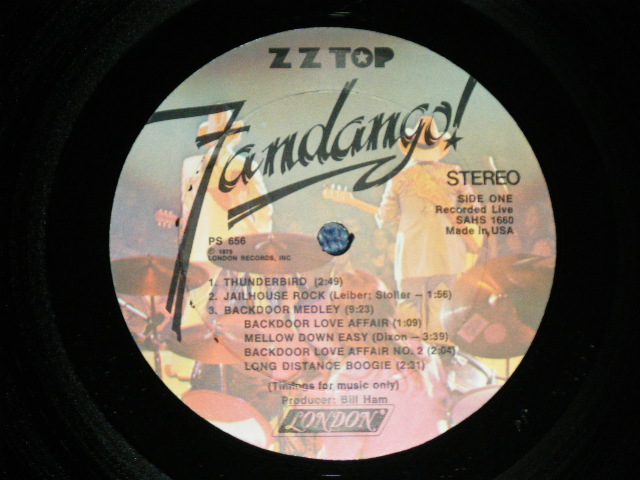 ZZ TOP
Fandango!
STEREO
SIDE ONE
Recorded Live
SAHS 1660
Made in USA
PS 656
℗ 1975
LONDON RECORDS, INC
1. THUNDERBIRD (2:49)
2. JAILHOUSE ROCK (Leiber; Stoller – 1:56)
3. BACKDOOR MEDLEY (9:23)
BACKDOOR LOVE AFFAIR (1:09)
MELLOW DOWN EASY (Dixon – 3:39)
BACKDOOR LOVE AFFAIR NO. 2 (2:04)
LONG DISTANCE BOOGIE (2:31)
(Timings for music only)
Producer: Bill Ham
LONDON